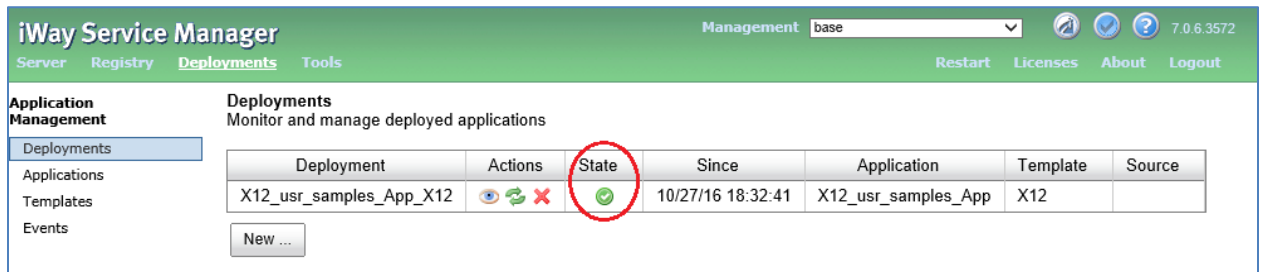 iWay Service Manager
Management base 7.0.6.3572
Server Registry Deployments Tools Restart Licenses About Logout
Application
Management
Deployments
Applications
Templates
Events
Deployments
Monitor and manage deployed applications
Deployment Actions State Since Application Template Source
X12_usr_samples_App_X12 10/27/16 18:32:41 X12_usr_samples_App X12
New ...